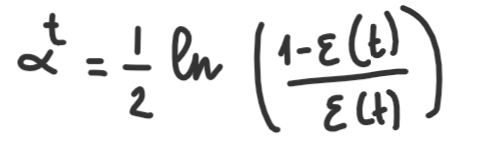 α^t = 1/2 ln ( (1-ε(t)) / ε(t) )